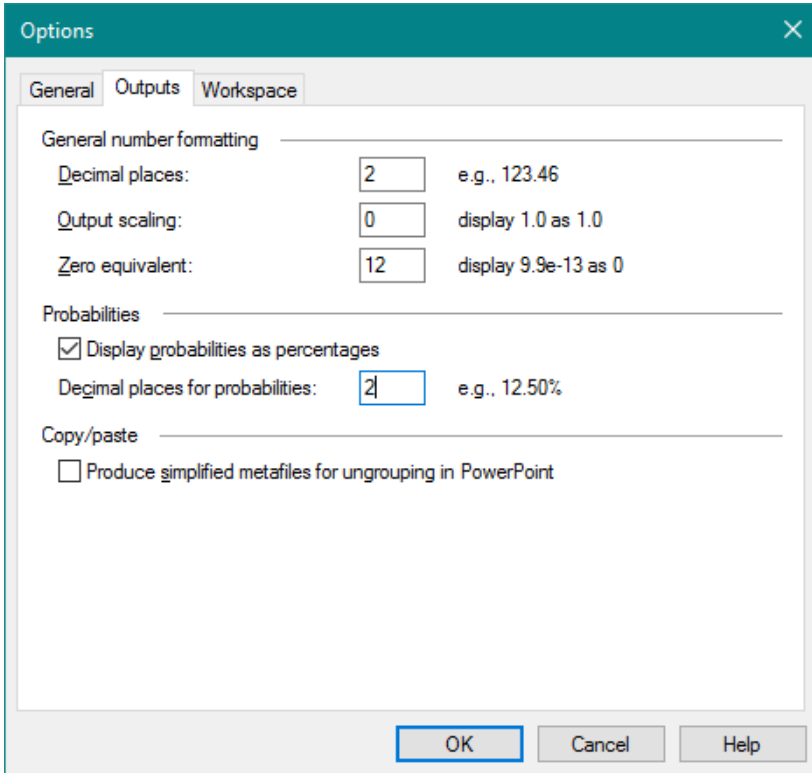 Options
General Outputs Workspace
General number formatting
Decimal places: 2 e.g., 123.46
Output scaling: 0 display 1.0 as 1.0
Zero equivalent: 12 display 9.9e-13 as 0
Probabilities
Display probabilities as percentages
Decimal places for probabilities: 2 e.g., 12.50%
Copy/paste
Produce simplified metafiles for ungrouping in PowerPoint
OK Cancel Help